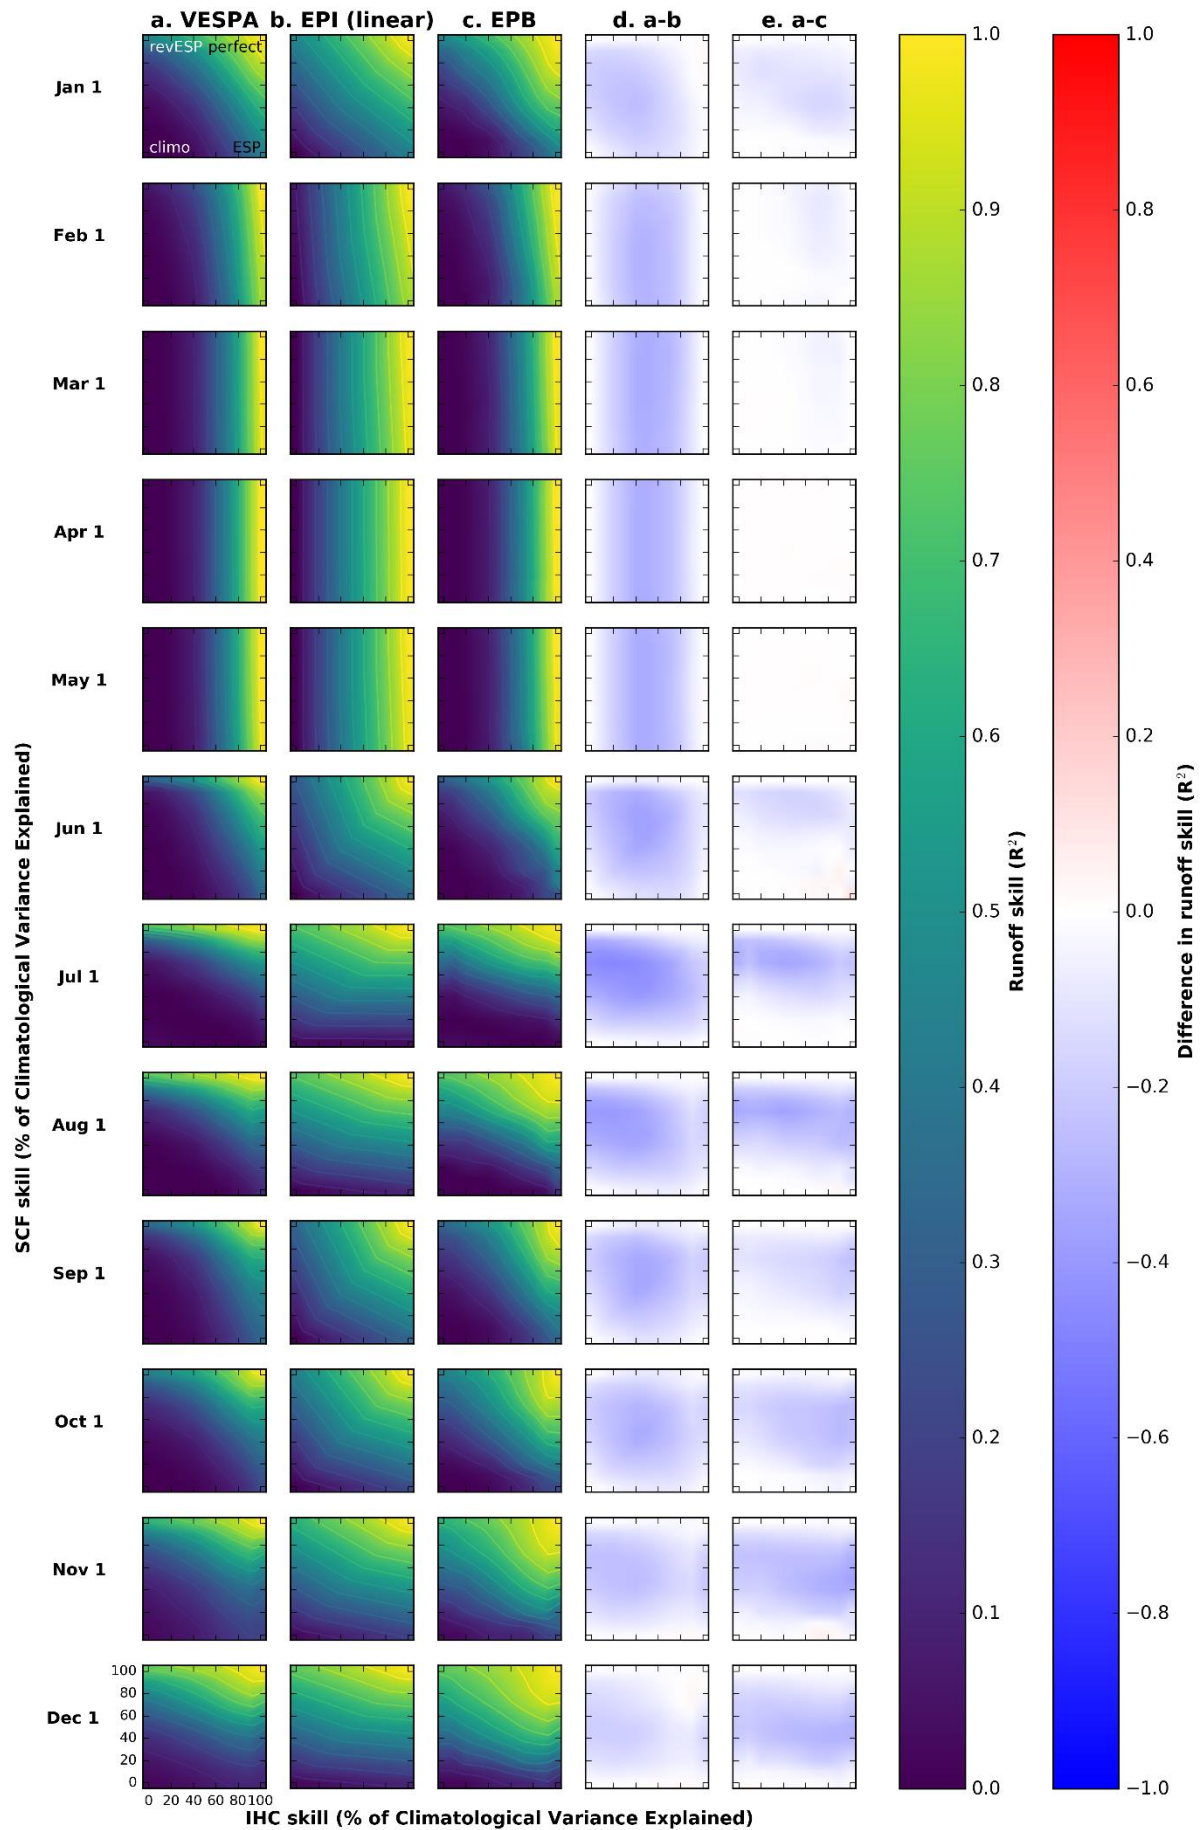 a. VESPA b. EPI (linear) c. EPB d. a-b e. a-c
revESP perfect
climo ESP
Jan 1
Feb 1
Mar 1
Apr 1
May 1
Jun 1
Jul 1
Aug 1
Sep 1
Oct 1
Nov 1
Dec 1
SCF skill (% of Climatological Variance Explained)
100
80
60
40
20
0
0 20 40 60 80 100
IHC skill (% of Climatological Variance Explained)
1.0
0.9
0.8
0.7
0.6
0.5
0.4
0.3
0.2
0.1
0.0
Runoff skill (R²)
1.0
0.8
0.6
0.4
0.2
0.0
−0.2
−0.4
−0.6
−0.8
−1.0
Difference in runoff skill (R²)